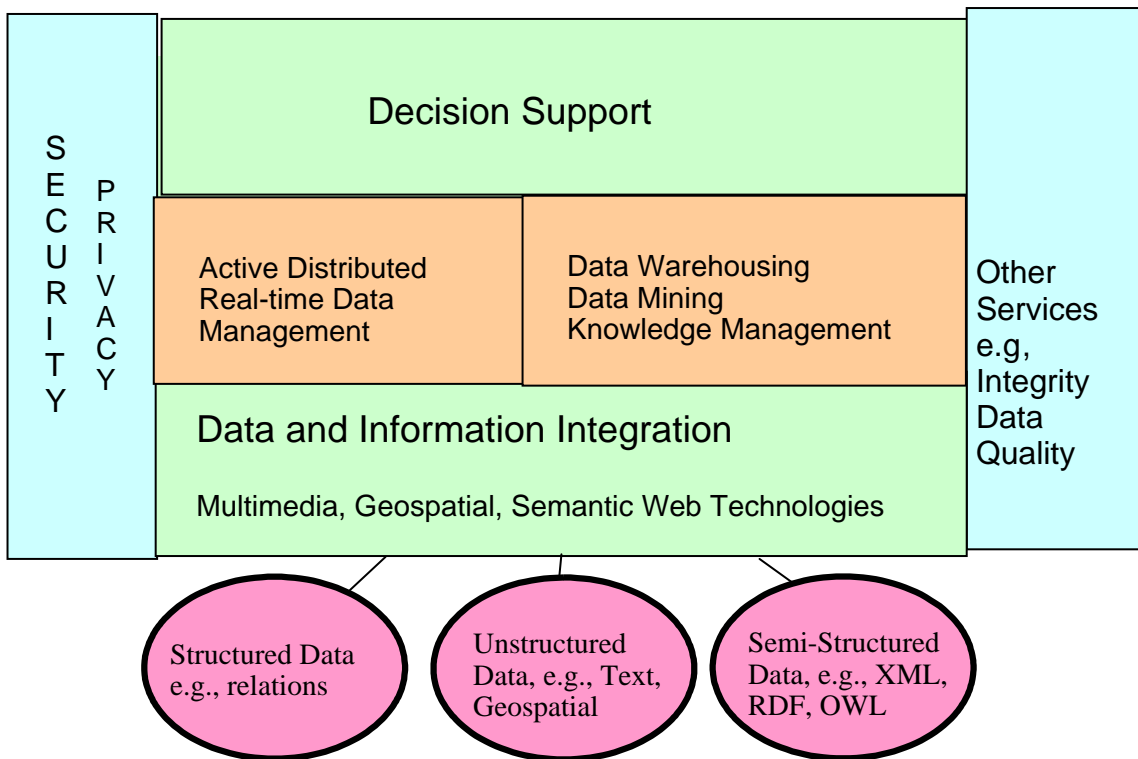 SECURITY
PRIVACY
Decision Support
Active Distributed
Real-time Data
Management
Data Warehousing
Data Mining
Knowledge Management
Other
Services
e.g,
Integrity
Data
Quality
Data and Information Integration
Multimedia, Geospatial, Semantic Web Technologies
Structured Data
e.g., relations
Unstructured
Data, e.g., Text,
Geospatial
Semi-Structured
Data, e.g., XML,
RDF, OWL